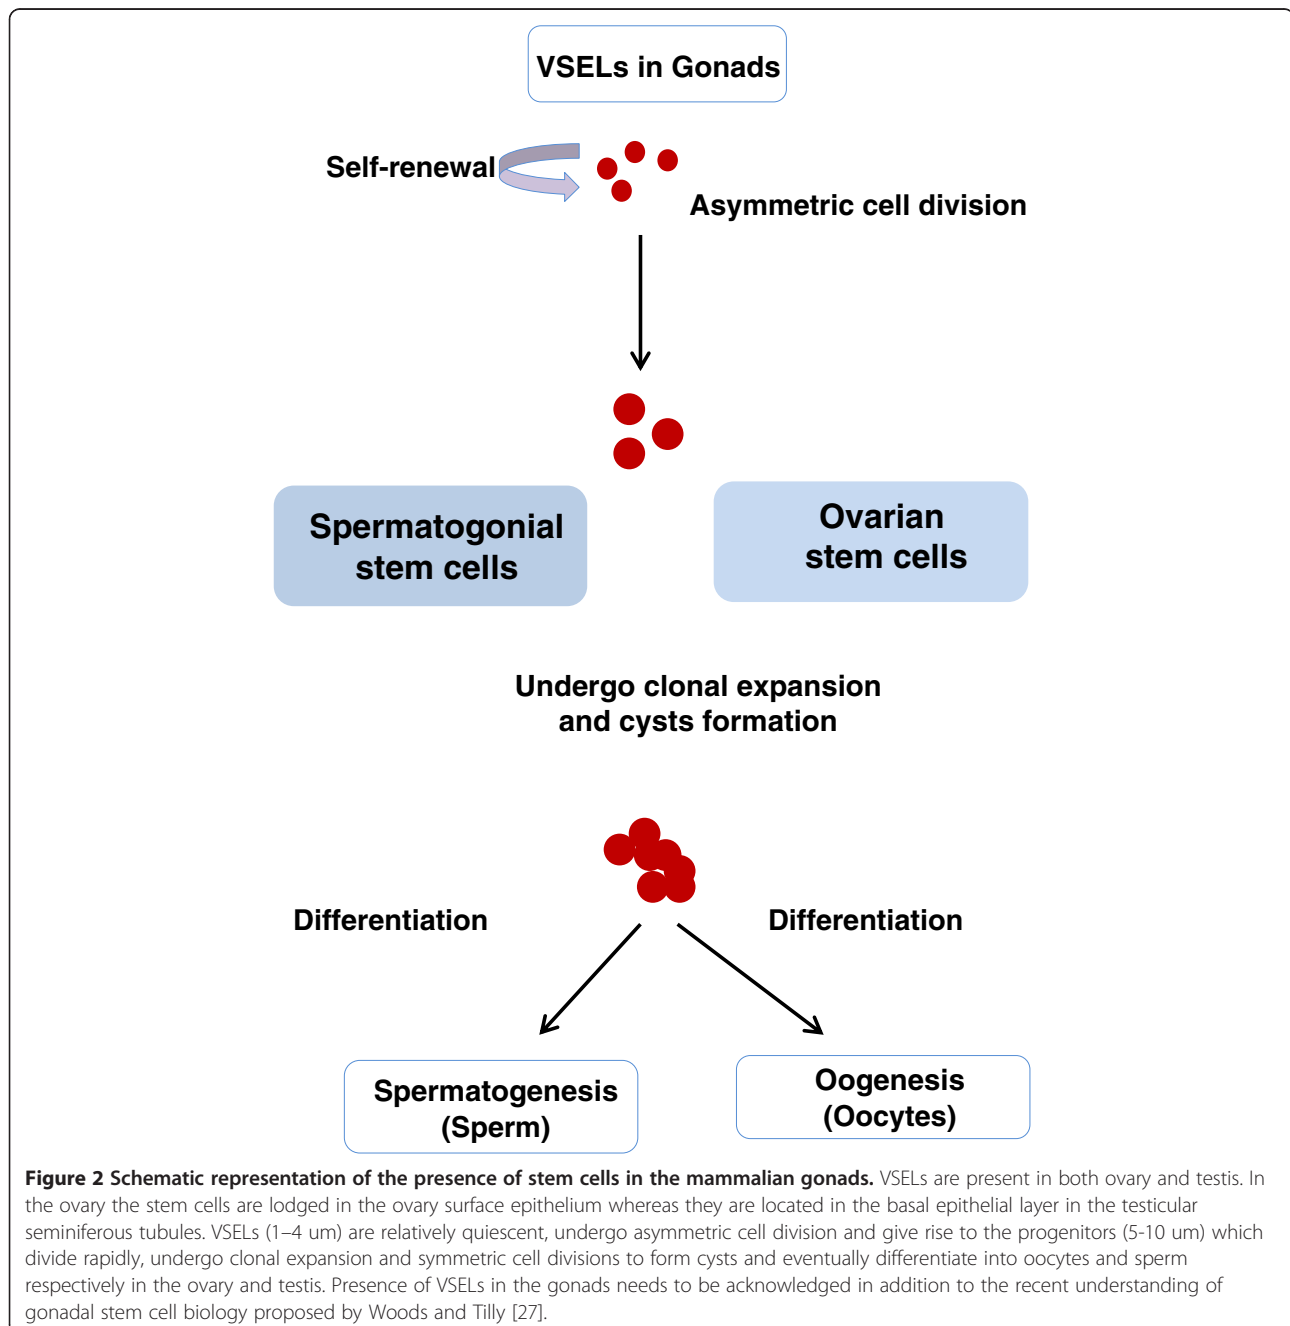 VSELs in Gonads
Self-renewal
Asymmetric cell division
Spermatogonial
stem cells
Ovarian
stem cells
Undergo clonal expansion
and cysts formation
Differentiation
Differentiation
Spermatogenesis
(Sperm)
Oogenesis
(Oocytes)
Figure 2 Schematic representation of the presence of stem cells in the mammalian gonads. VSELs are present in both ovary and testis. In
the ovary the stem cells are lodged in the ovary surface epithelium whereas they are located in the basal epithelial layer in the testicular
seminiferous tubules. VSELs (1–4 um) are relatively quiescent, undergo asymmetric cell division and give rise to the progenitors (5-10 um) which
divide rapidly, undergo clonal expansion and symmetric cell divisions to form cysts and eventually differentiate into oocytes and sperm
respectively in the ovary and testis. Presence of VSELs in the gonads needs to be acknowledged in addition to the recent understanding of
gonadal stem cell biology proposed by Woods and Tilly [27].